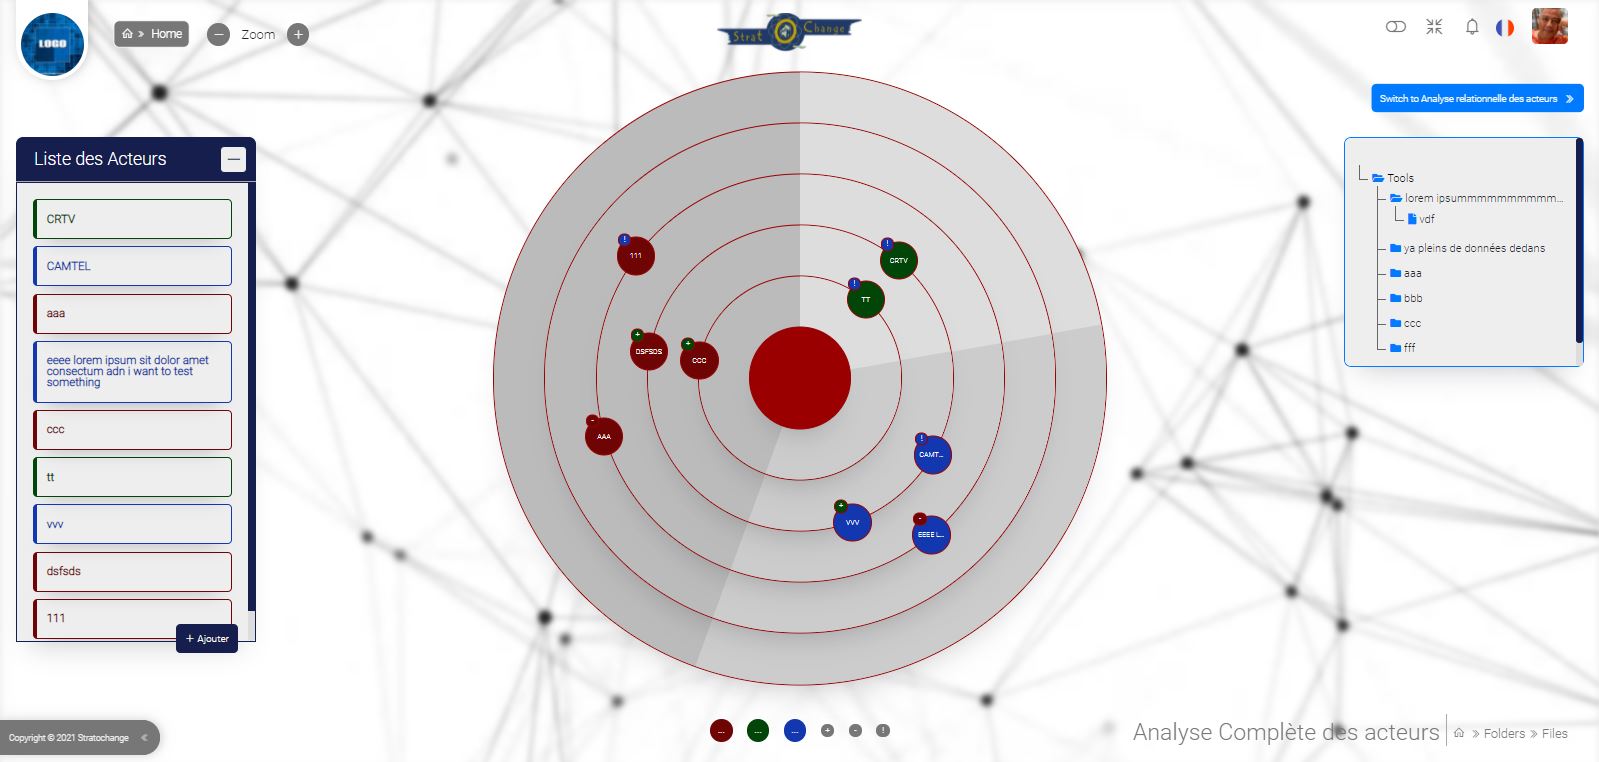 LOGO
» Home
Zoom
Strat Change
Switch to Analyse relationnelle des acteurs »
Liste des Acteurs
CRTV
CAMTEL
aaa
eeee lorem ipsum sit dolor amet
consectum adn i want to test
something
ccc
tt
vvv
dsfsds
111
+ Ajouter
! 111
! CRTV
! TT
+ DSFSDS
+ CCC
- AAA
! CAMT...
+ VVV
- EEEE L...
Tools
lorem ipsummmmmmmmmm...
vdf
ya pleins de données dedans
aaa
bbb
ccc
fff
... ... ... + - !
Copyright © 2021 Stratochange «
Analyse Complète des acteurs » Folders » Files